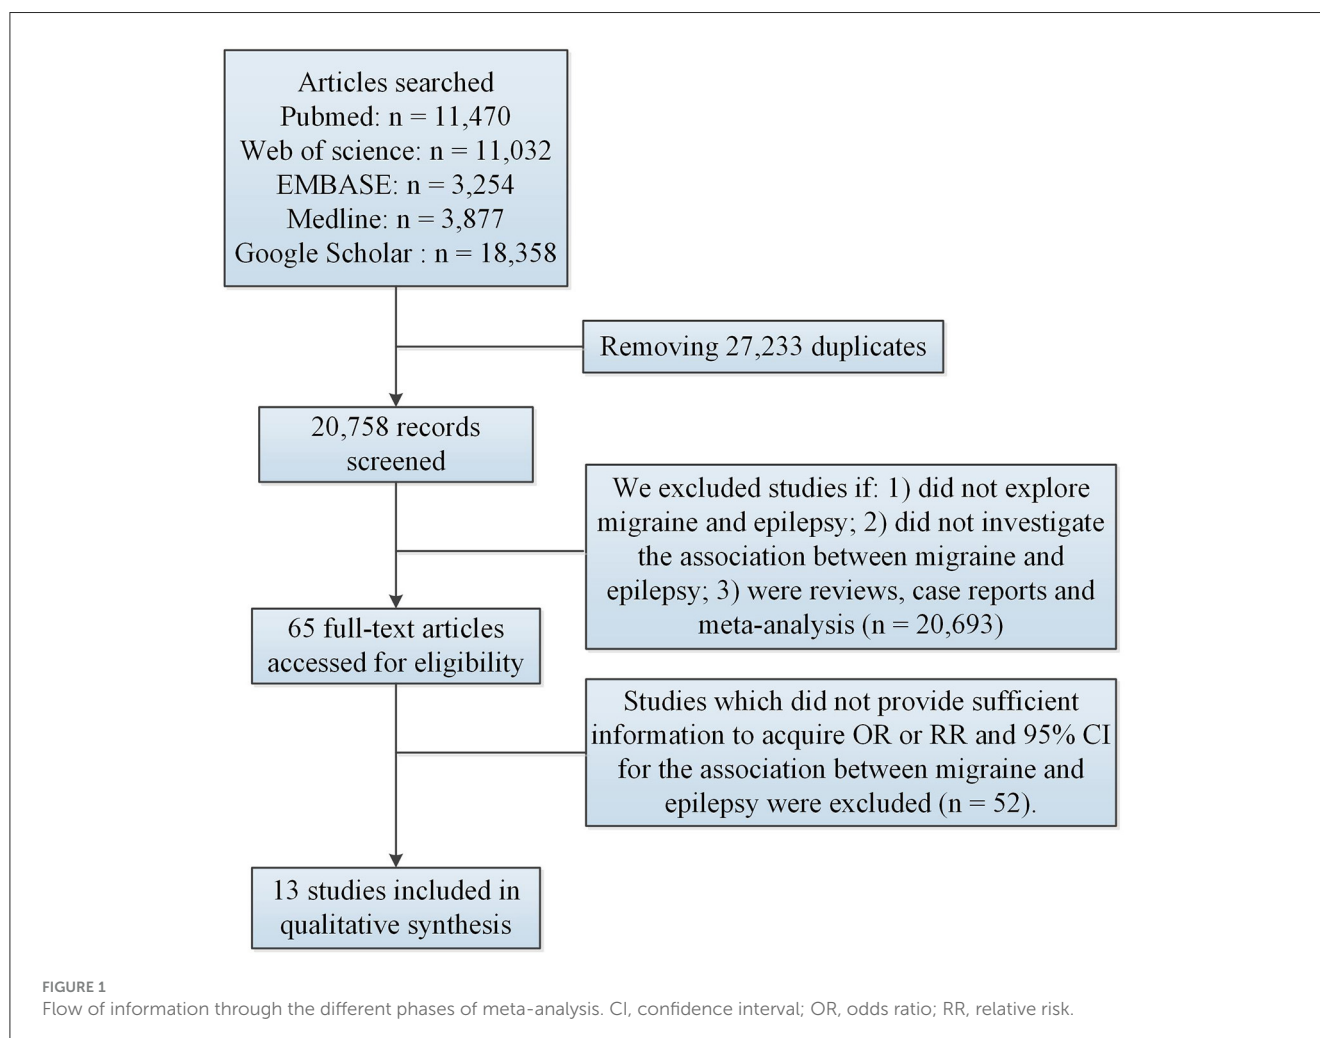 Articles searched
Pubmed: n = 11,470
Web of science: n = 11,032
EMBASE: n = 3,254
Medline: n = 3,877
Google Scholar : n = 18,358
Removing 27,233 duplicates
20,758 records
screened
We excluded studies if: 1) did not explore
migraine and epilepsy; 2) did not investigate
the association between migraine and
epilepsy; 3) were reviews, case reports and
meta-analysis (n = 20,693)
65 full-text articles
accessed for eligibility
Studies which did not provide sufficient
information to acquire OR or RR and 95% CI
for the association between migraine and
epilepsy were excluded (n = 52).
13 studies included in
qualitative synthesis
FIGURE 1
Flow of information through the different phases of meta-analysis. CI, confidence interval; OR, odds ratio; RR, relative risk.